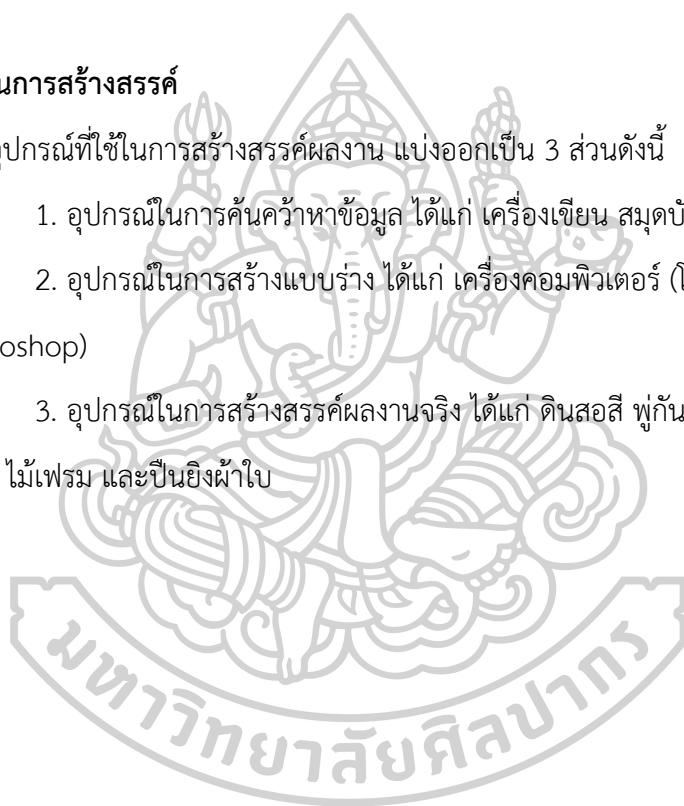 นการสร้างสรรค์
ุปกรณ์ที่ใช้ในการสร้างสรรค์ผลงาน แบ่งออกเป็น 3 ส่วนดังนี้
1. อุปกรณ์ในการค้นคว้าหาข้อมูล ได้แก่ เครื่องเขียน สมุดบั
2. อุปกรณ์ในการสร้างแบบร่าง ได้แก่ เครื่องคอมพิวเตอร์ (โ
oshop)
3. อุปกรณ์ในการสร้างสรรค์ผลงานจริง ได้แก่ ดินสอสี พู่กัน
ไม้เฟรม และปืนยิงผ้าใบ
มหาวิทยาลัยศิลปากร